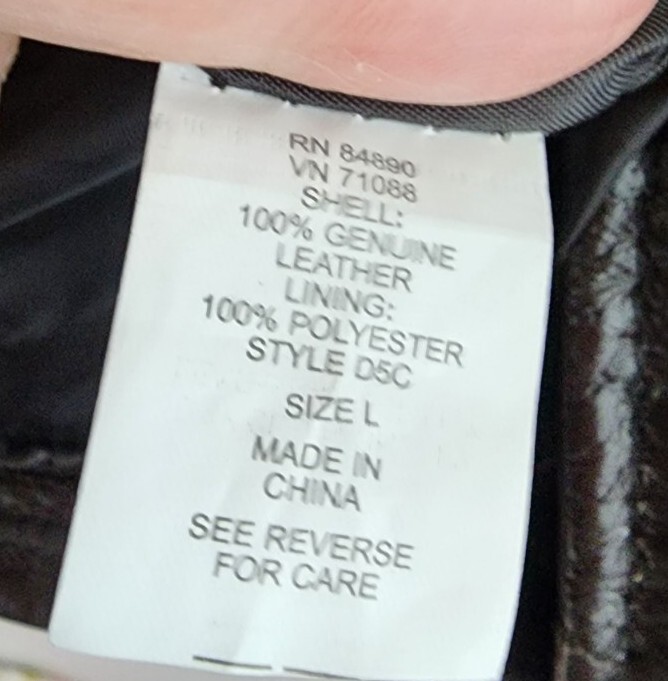 RN 84890
VN 71088
SHELL:
100% GENUINE
LEATHER
LINING:
100% POLYESTER
STYLE D5C
SIZE L
MADE IN
CHINA
SEE REVERSE
FOR CARE